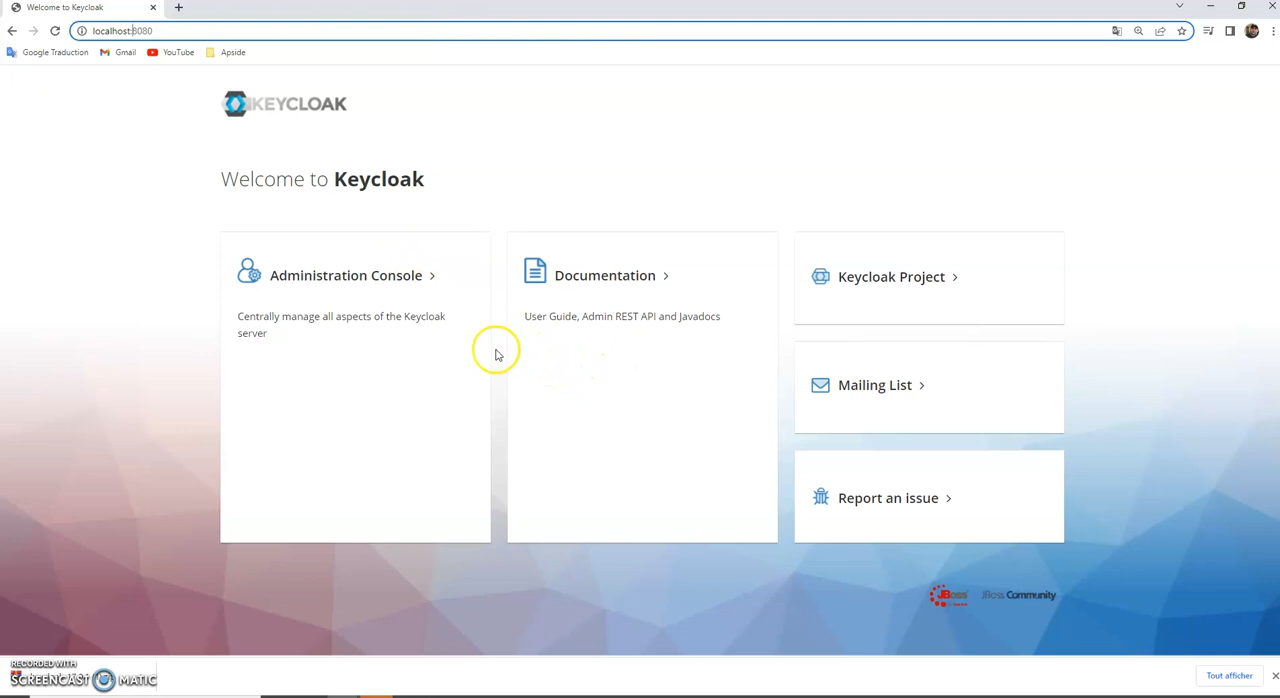 Welcome to Keycloak
localhost:8080
Google Traduction
Gmail
YouTube
Apside
KEYCLOAK
Welcome to Keycloak
Administration Console
Centrally manage all aspects of the Keycloak
server
Documentation
User Guide, Admin REST API and Javadocs
Keycloak Project
Mailing List
Report an issue
JBoss
JBoss Community
RECORDED WITH
SCREENCAST MATIC
Tout afficher